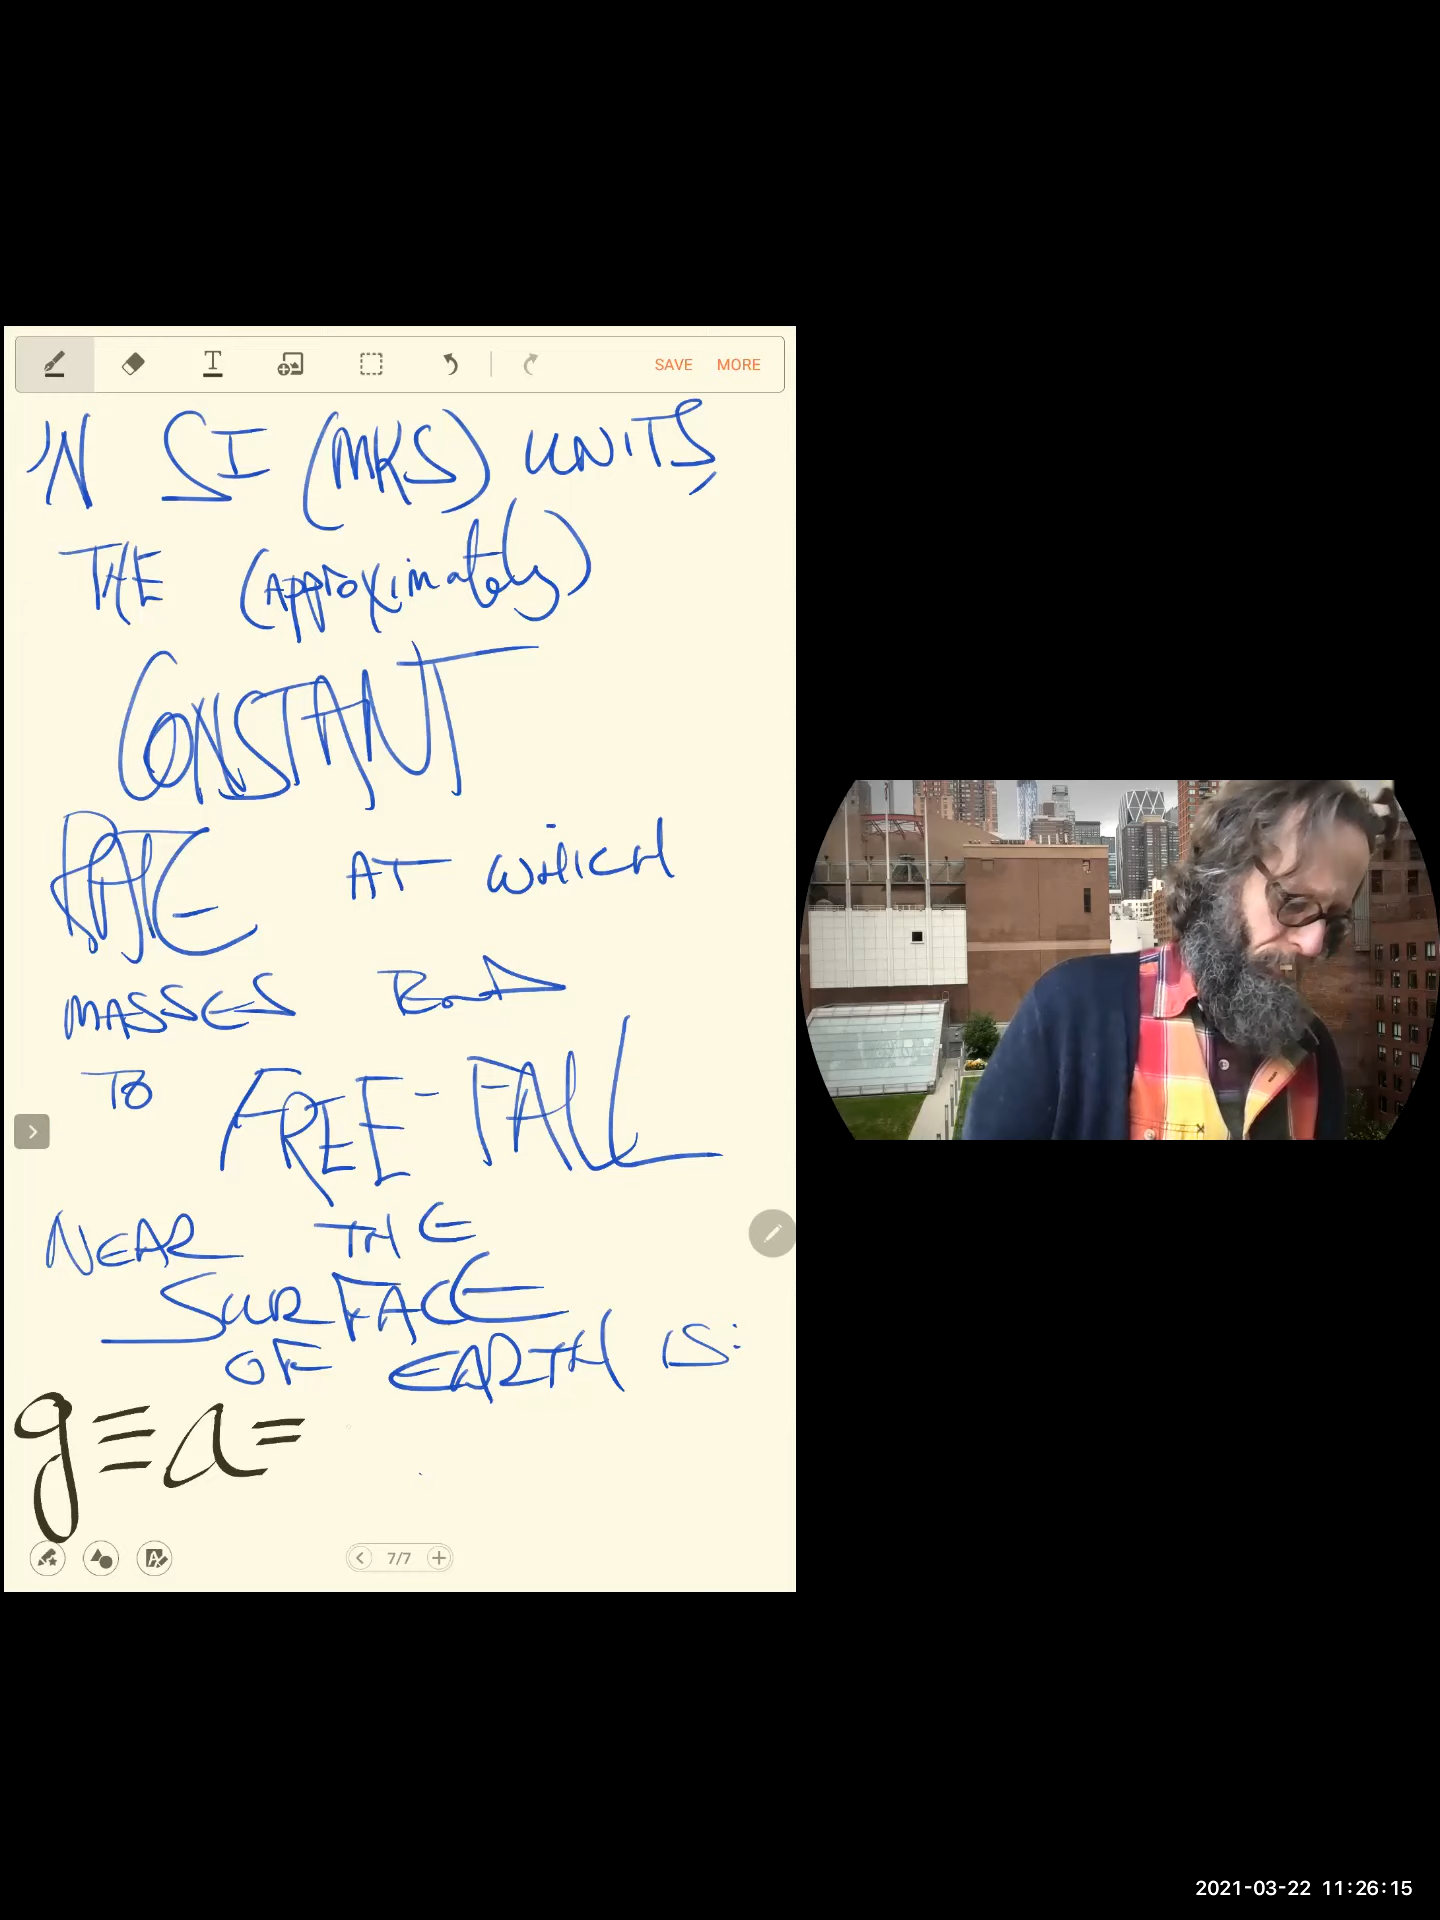 SAVE MORE
IN SI (MKS) UNITS,
THE (Approximately)
CONSTANT
RATE AT WHICH
MASSES
TO FREE-FALL
NEAR THE
SURFACE
OF EARTH IS:
g≡a=
7/7
2021-03-22 11:26:15